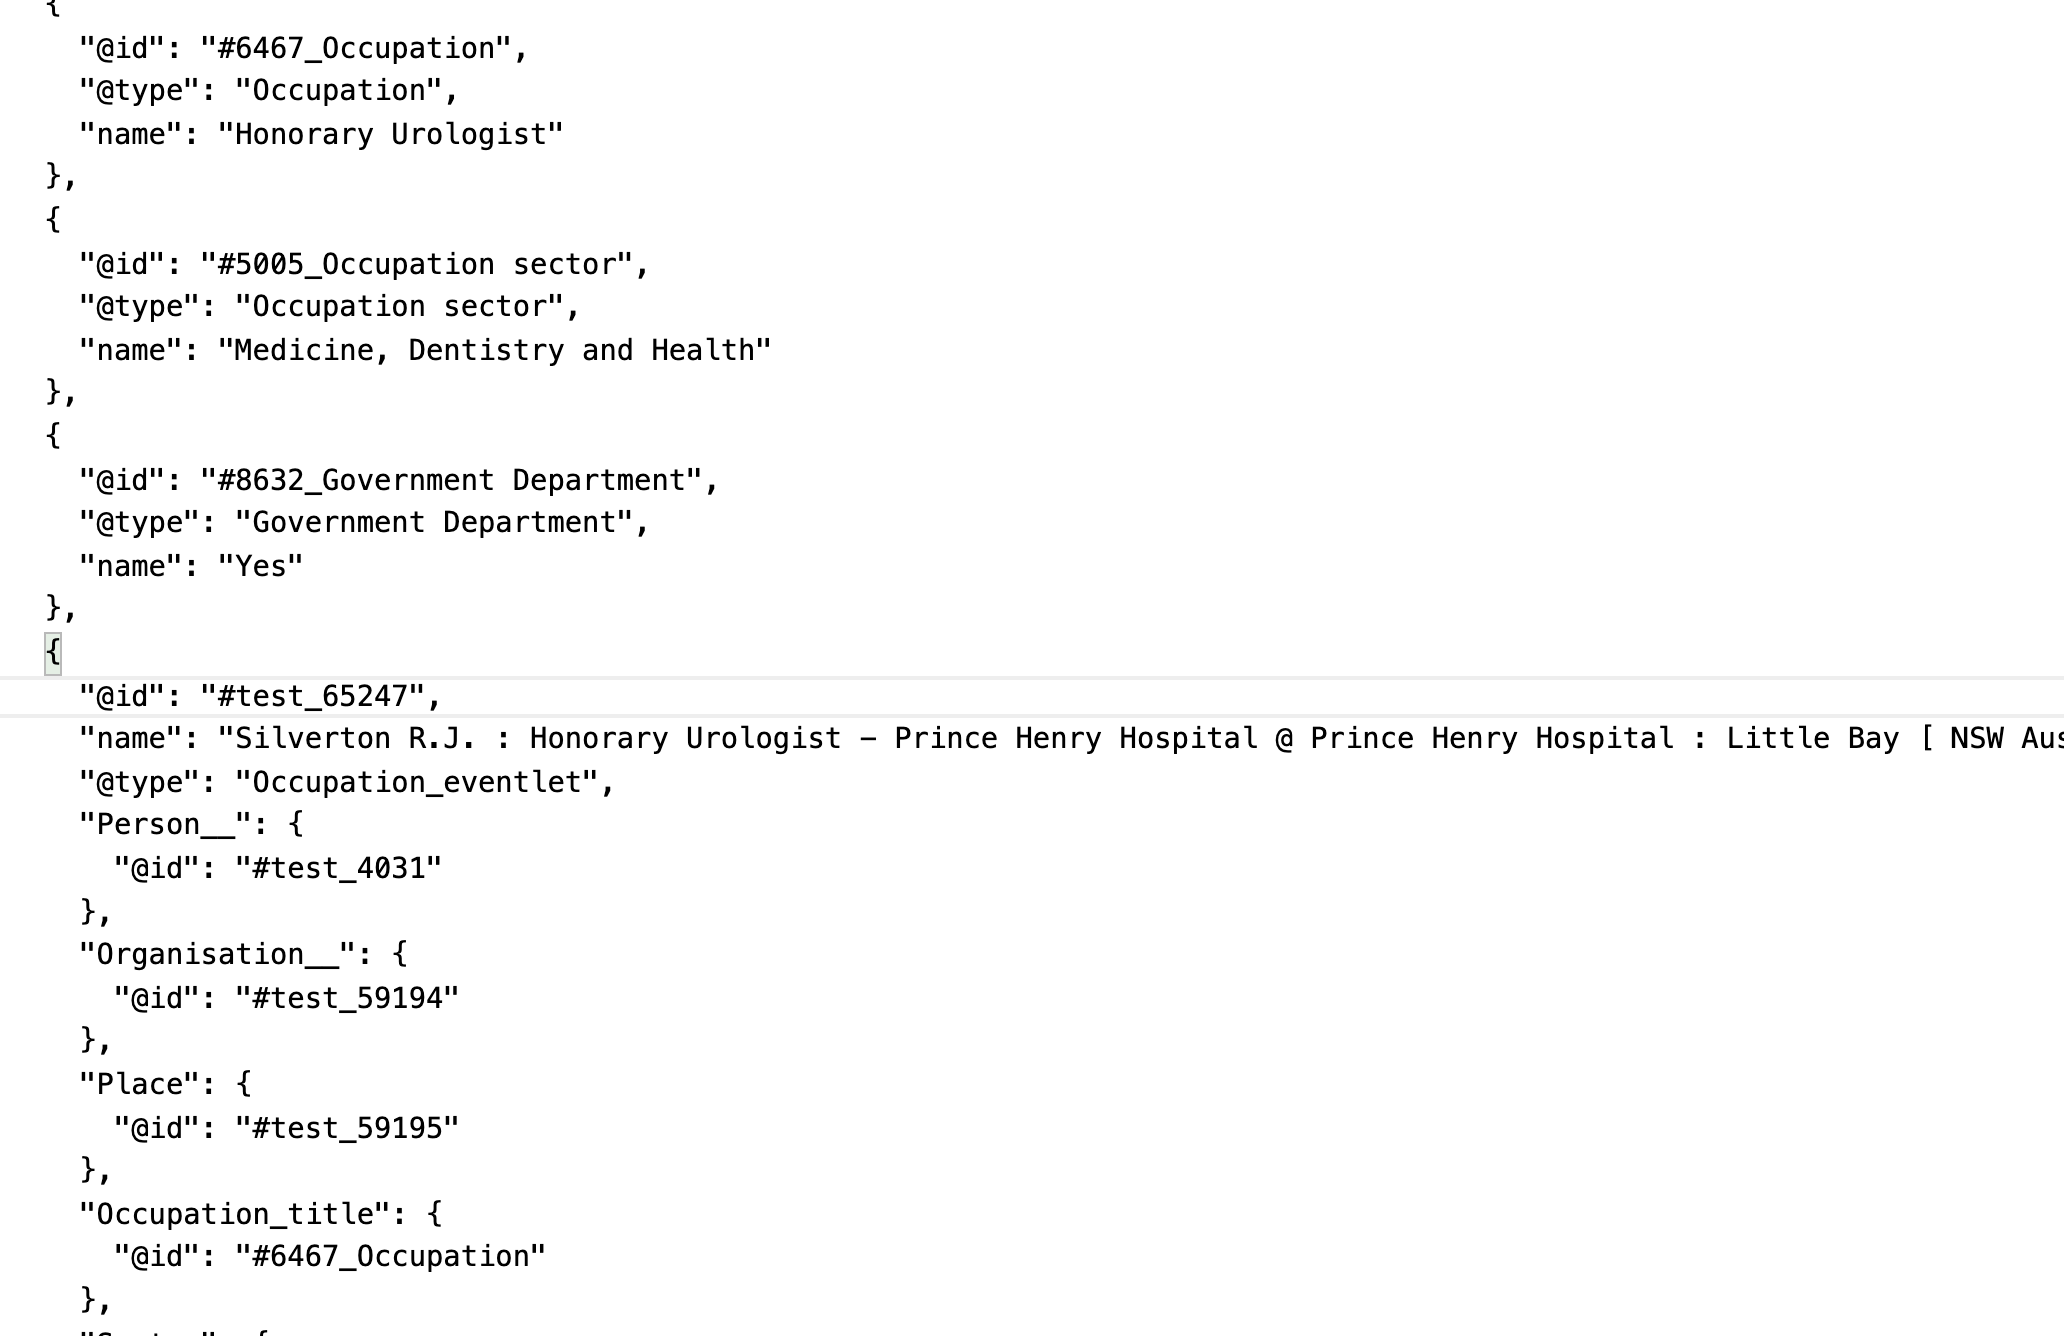 {
"@id": "#6467_Occupation",
"@type": "Occupation",
"name": "Honorary Urologist"
},
{
"@id": "#5005_Occupation sector",
"@type": "Occupation sector",
"name": "Medicine, Dentistry and Health"
},
{
"@id": "#8632_Government Department",
"@type": "Government Department",
"name": "Yes"
},
{
"@id": "#test_65247",
"name": "Silverton R.J. : Honorary Urologist – Prince Henry Hospital @ Prince Henry Hospital : Little Bay [ NSW Aus
"@type": "Occupation_eventlet",
"Person__": {
"@id": "#test_4031"
},
"Organisation__": {
"@id": "#test_59194"
},
"Place": {
"@id": "#test_59195"
},
"Occupation_title": {
"@id": "#6467_Occupation"
},